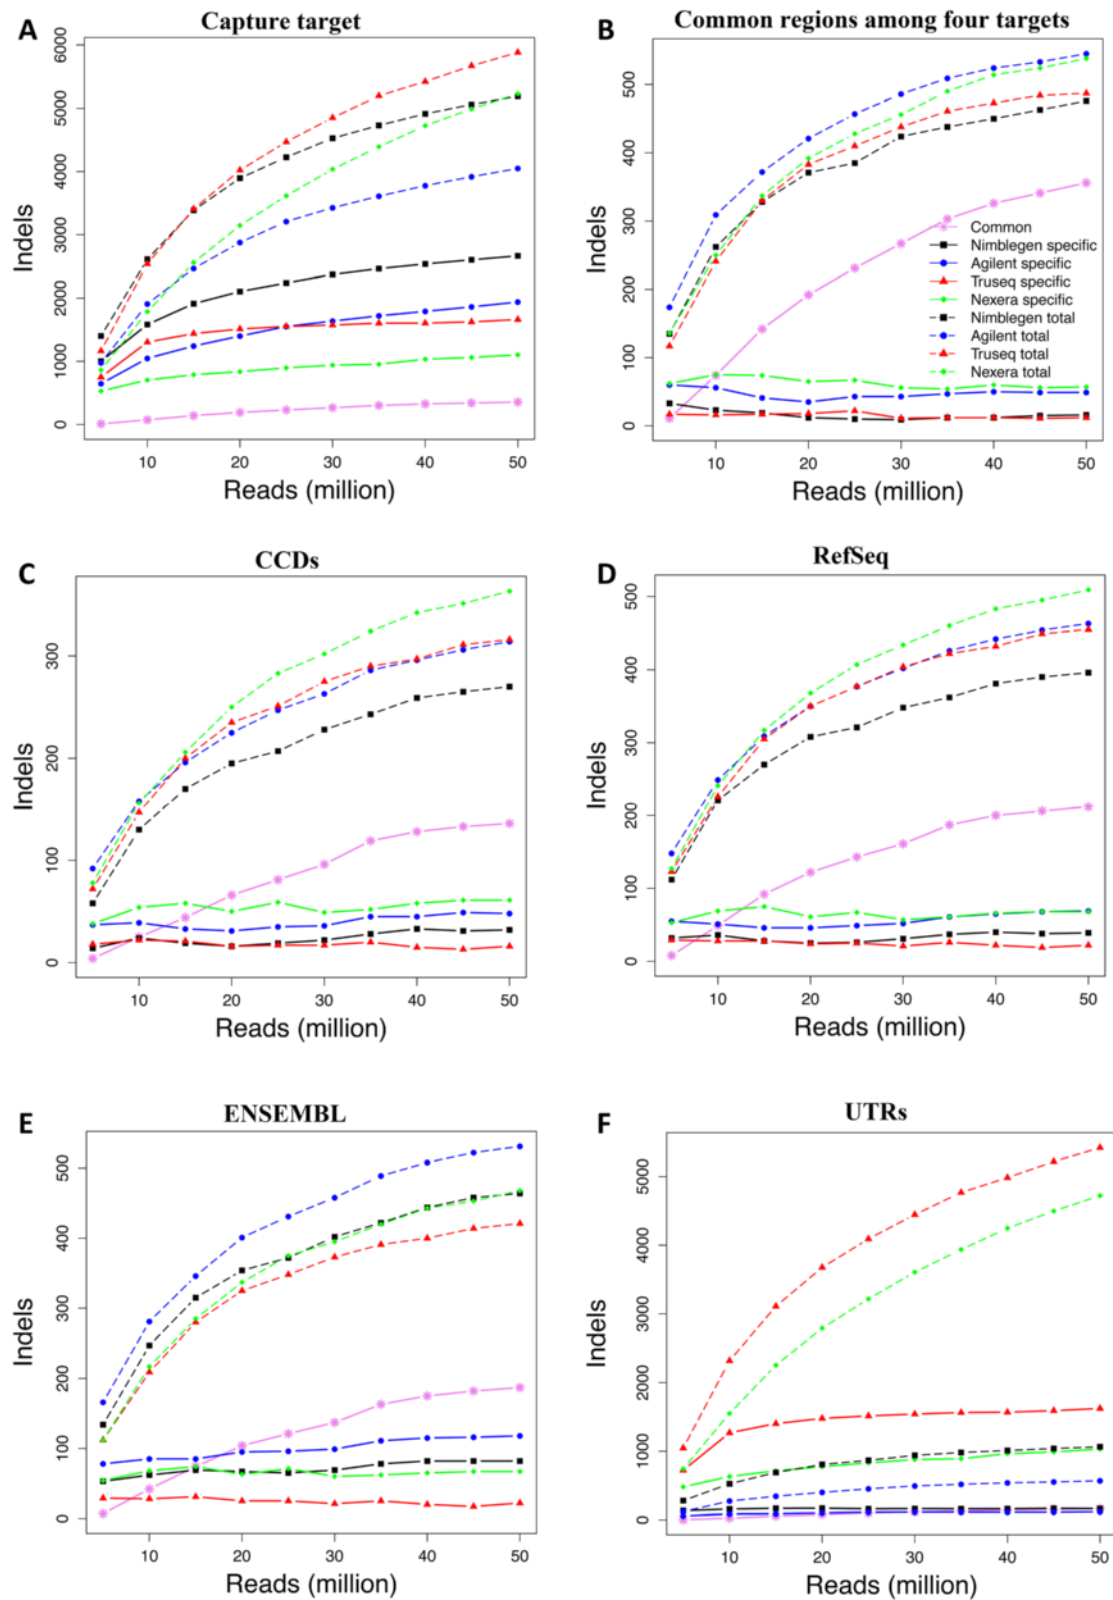 A
Capture target
Indels
6000
5000
4000
3000
2000
1000
0
10 20 30 40 50
Reads (million)
B
Common regions among four targets
Indels
500
400
300
200
100
0
Common
Nimblegen specific
Agilent specific
Truseq specific
Nexera specific
Nimblegen total
Agilent total
Truseq total
Nexera total
10 20 30 40 50
Reads (million)
C
CCDs
Indels
300
200
100
0
10 20 30 40 50
Reads (million)
D
RefSeq
Indels
500
400
300
200
100
0
10 20 30 40 50
Reads (million)
E
ENSEMBL
Indels
500
400
300
200
100
0
10 20 30 40 50
Reads (million)
F
UTRs
Indels
5000
4000
3000
2000
1000
0
10 20 30 40 50
Reads (million)